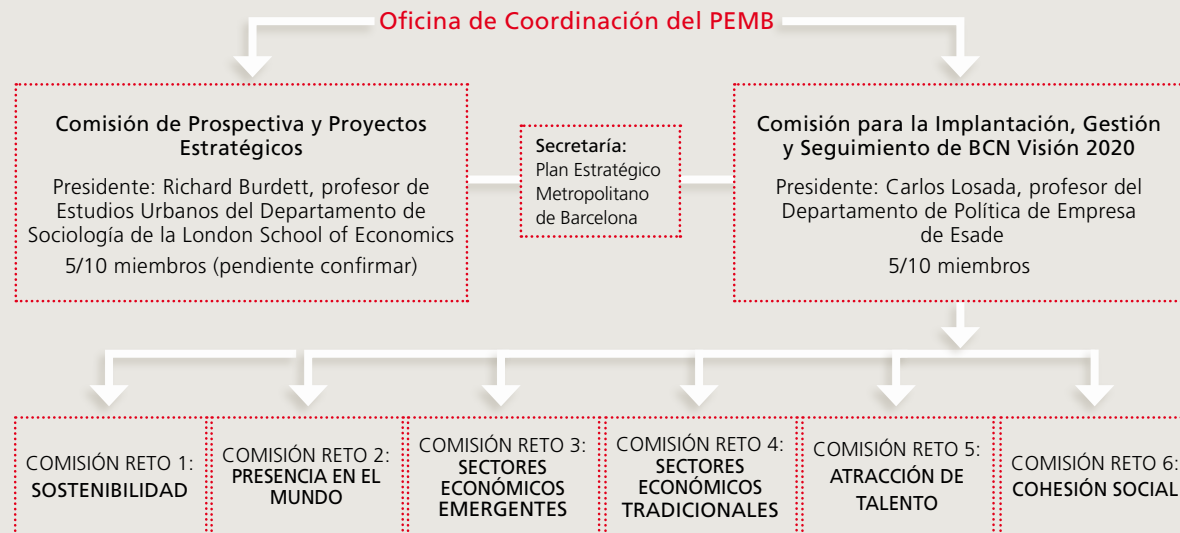 Oficina de Coordinación del PEMB
Comisión de Prospectiva y Proyectos
Estratégicos
Presidente: Richard Burdett, profesor de
Estudios Urbanos del Departamento de
Sociología de la London School of Economics
5/10 miembros (pendiente confirmar)
Secretaría:
Plan Estratégico
Metropolitano
de Barcelona
Comisión para la Implantación, Gestión
y Seguimiento de BCN Visión 2020
Presidente: Carlos Losada, profesor del
Departamento de Política de Empresa
de Esade
5/10 miembros
COMISIÓN RETO 1:
SOSTENIBILIDAD
COMISIÓN RETO 2:
PRESENCIA EN EL
MUNDO
COMISIÓN RETO 3:
SECTORES
ECONÓMICOS
EMERGENTES
COMISIÓN RETO 4:
SECTORES
ECONÓMICOS
TRADICIONALES
COMISIÓN RETO 5:
ATRACCIÓN DE
TALENTO
COMISIÓN RETO 6:
COHESIÓN SOCIAL